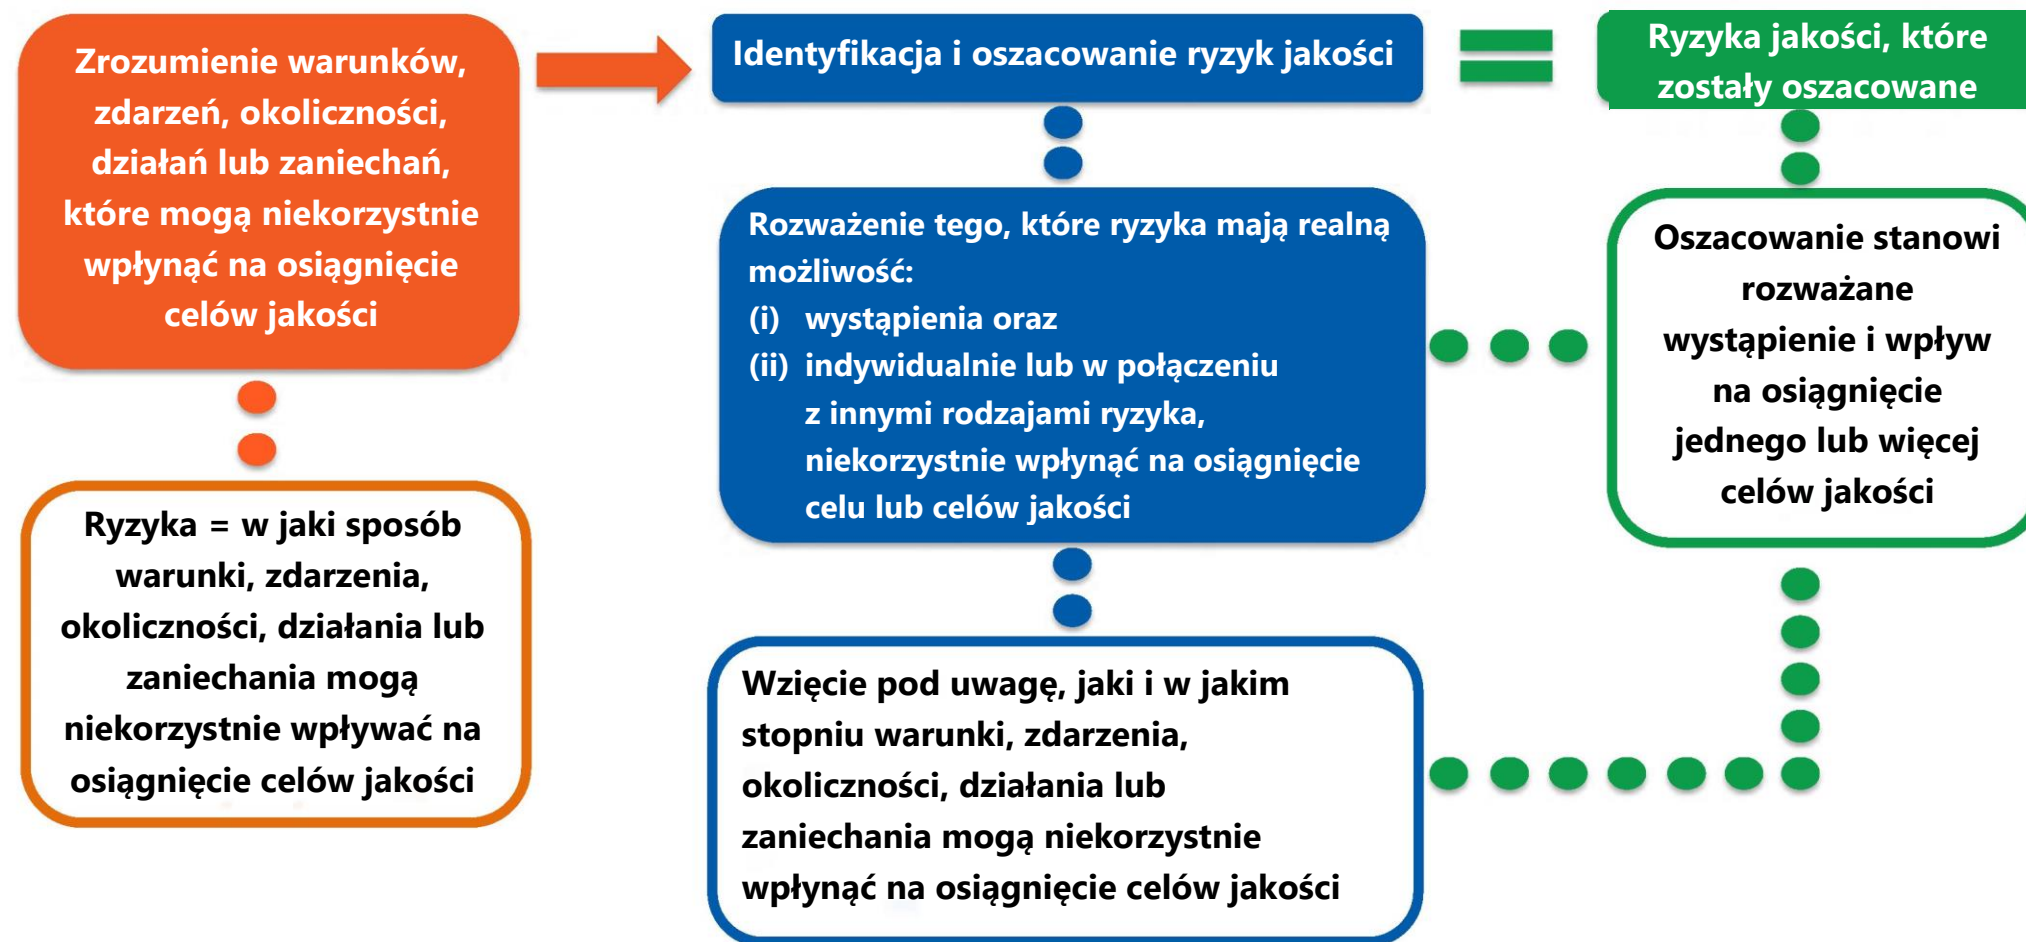 Zrozumienie warunków,
zdarzeń, okoliczności,
działań lub zaniechań,
które mogą niekorzystnie
wpłynąć na osiągnięcie
celów jakości
Ryzyka = w jaki sposób
warunki, zdarzenia,
okoliczności, działania lub
zaniechania mogą
niekorzystnie wpływać na
osiągnięcie celów jakości
Identyfikacja i oszacowanie ryzyk jakości
Rozważenie tego, które ryzyka mają realną
możliwość:
(i) wystąpienia oraz
(ii) indywidualnie lub w połączeniu
z innymi rodzajami ryzyka,
niekorzystnie wpłynąć na osiągnięcie
celu lub celów jakości
Wzięcie pod uwagę, jaki i w jakim
stopniu warunki, zdarzenia,
okoliczności, działania lub
zaniechania mogą niekorzystnie
wpłynąć na osiągnięcie celów jakości
Ryzyka jakości, które
zostały oszacowane
Oszacowanie stanowi
rozważane
wystąpienie i wpływ
na osiągnięcie
jednego lub więcej
celów jakości